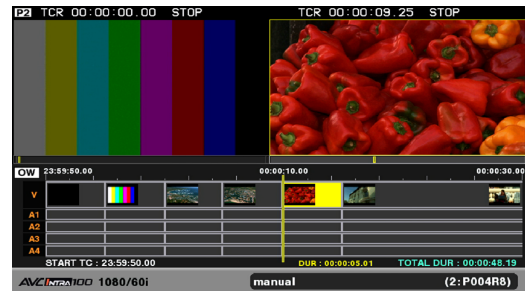 P2 TCR 00:00:00.00 STOP TCR 00:00:09.25 STOP
OW 23:59:50.00 00:00:10.00 00:00:30.00
V
A1
A2
A3
A4
START TC : 23:59:50.00 DUR : 00:00:05.01 TOTAL DUR : 00:00:48.19
AVC INTRA 100 1080/60i manual (2:P004R8)